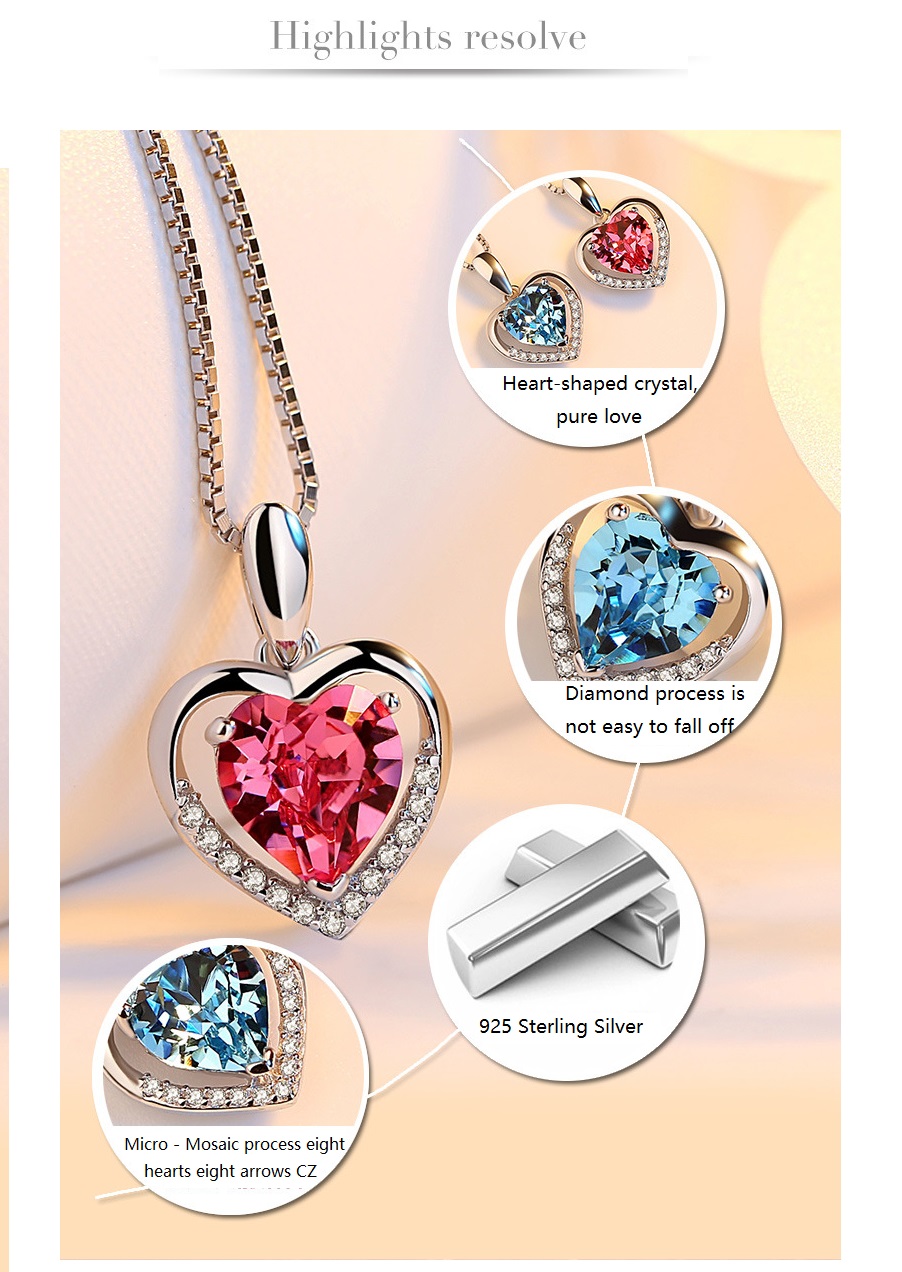 Highlights resolve
Heart-shaped crystal,
pure love
Diamond process is
not easy to fall off
925 Sterling Silver
Micro - Mosaic process eight
hearts eight arrows CZ